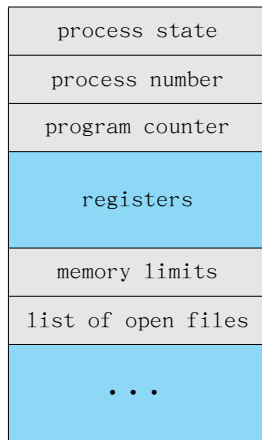 process state
process number
program counter
registers
memory limits
list of open files
...